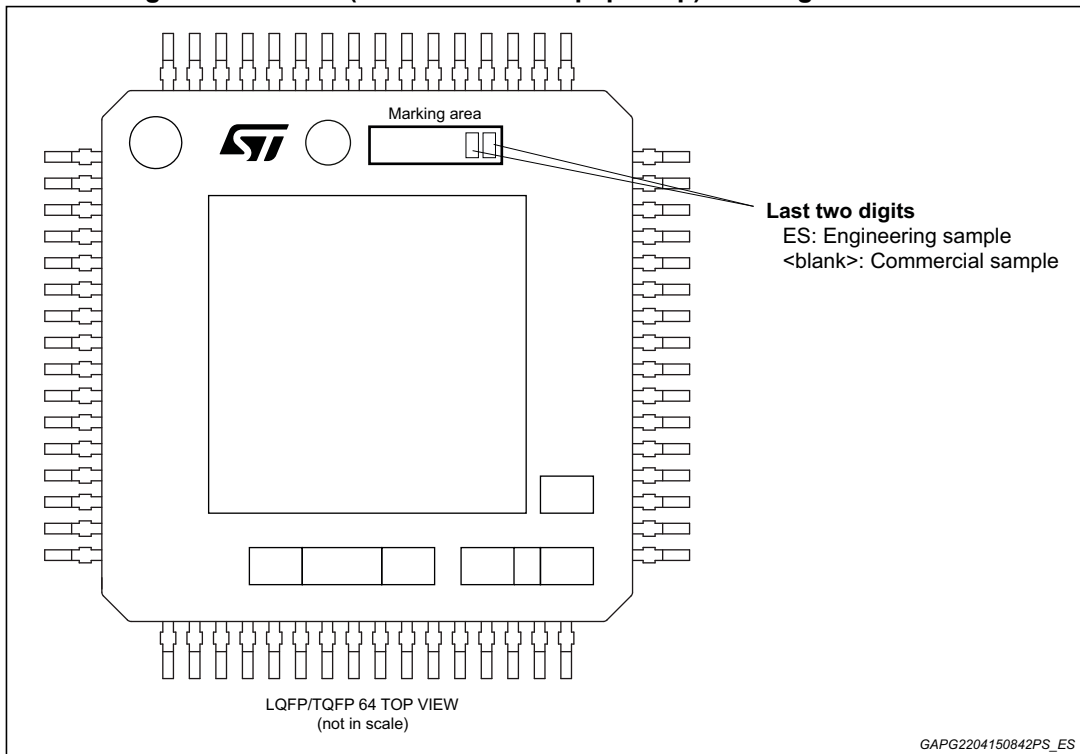 ST
Marking area
Last two digits
ES: Engineering sample
<blank>: Commercial sample
LQFP/TQFP 64 TOP VIEW
(not in scale)
GAPG2204150842PS_ES